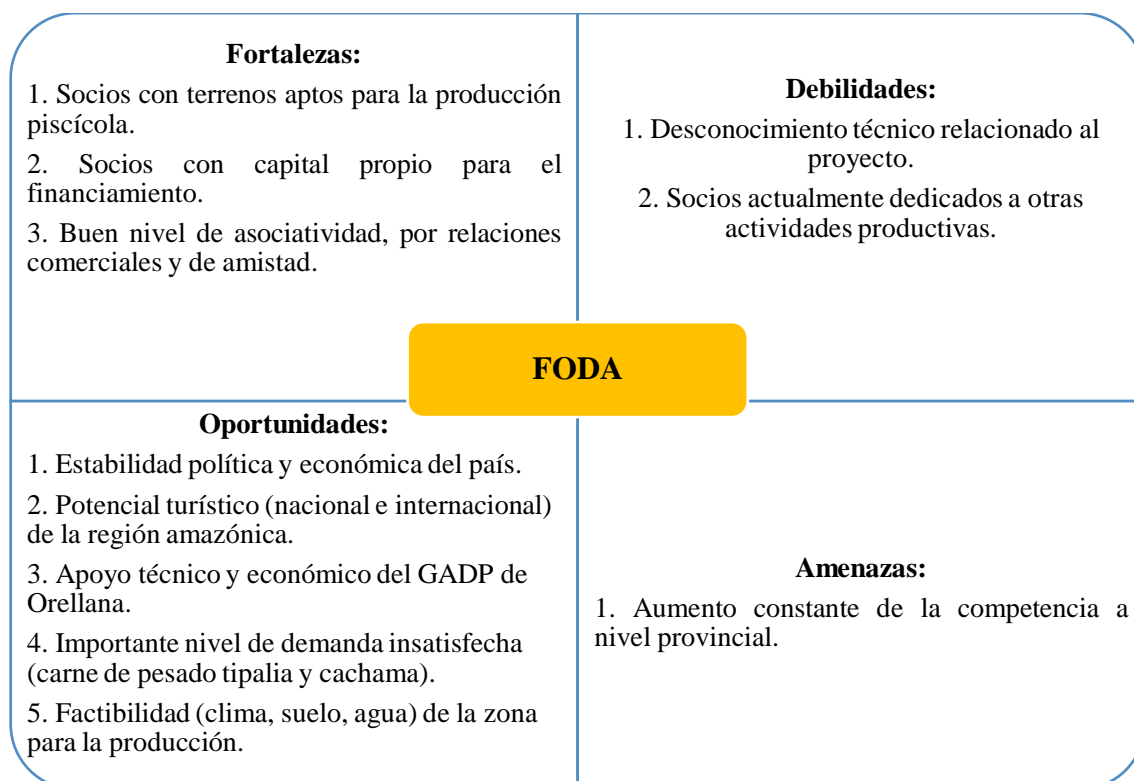 Fortalezas:
1. Socios con terrenos aptos para la producción
piscícola.
2. Socios con capital propio para el
financiamiento.
3. Buen nivel de asociatividad, por relaciones
comerciales y de amistad.
Debilidades:
1. Desconocimiento técnico relacionado al
proyecto.
2. Socios actualmente dedicados a otras
actividades productivas.
FODA
Oportunidades:
1. Estabilidad política y económica del país.
2. Potencial turístico (nacional e internacional)
de la región amazónica.
3. Apoyo técnico y económico del GADP de
Orellana.
4. Importante nivel de demanda insatisfecha
(carne de pesado tipalia y cachama).
5. Factibilidad (clima, suelo, agua) de la zona
para la producción.
Amenazas:
1. Aumento constante de la competencia a
nivel provincial.